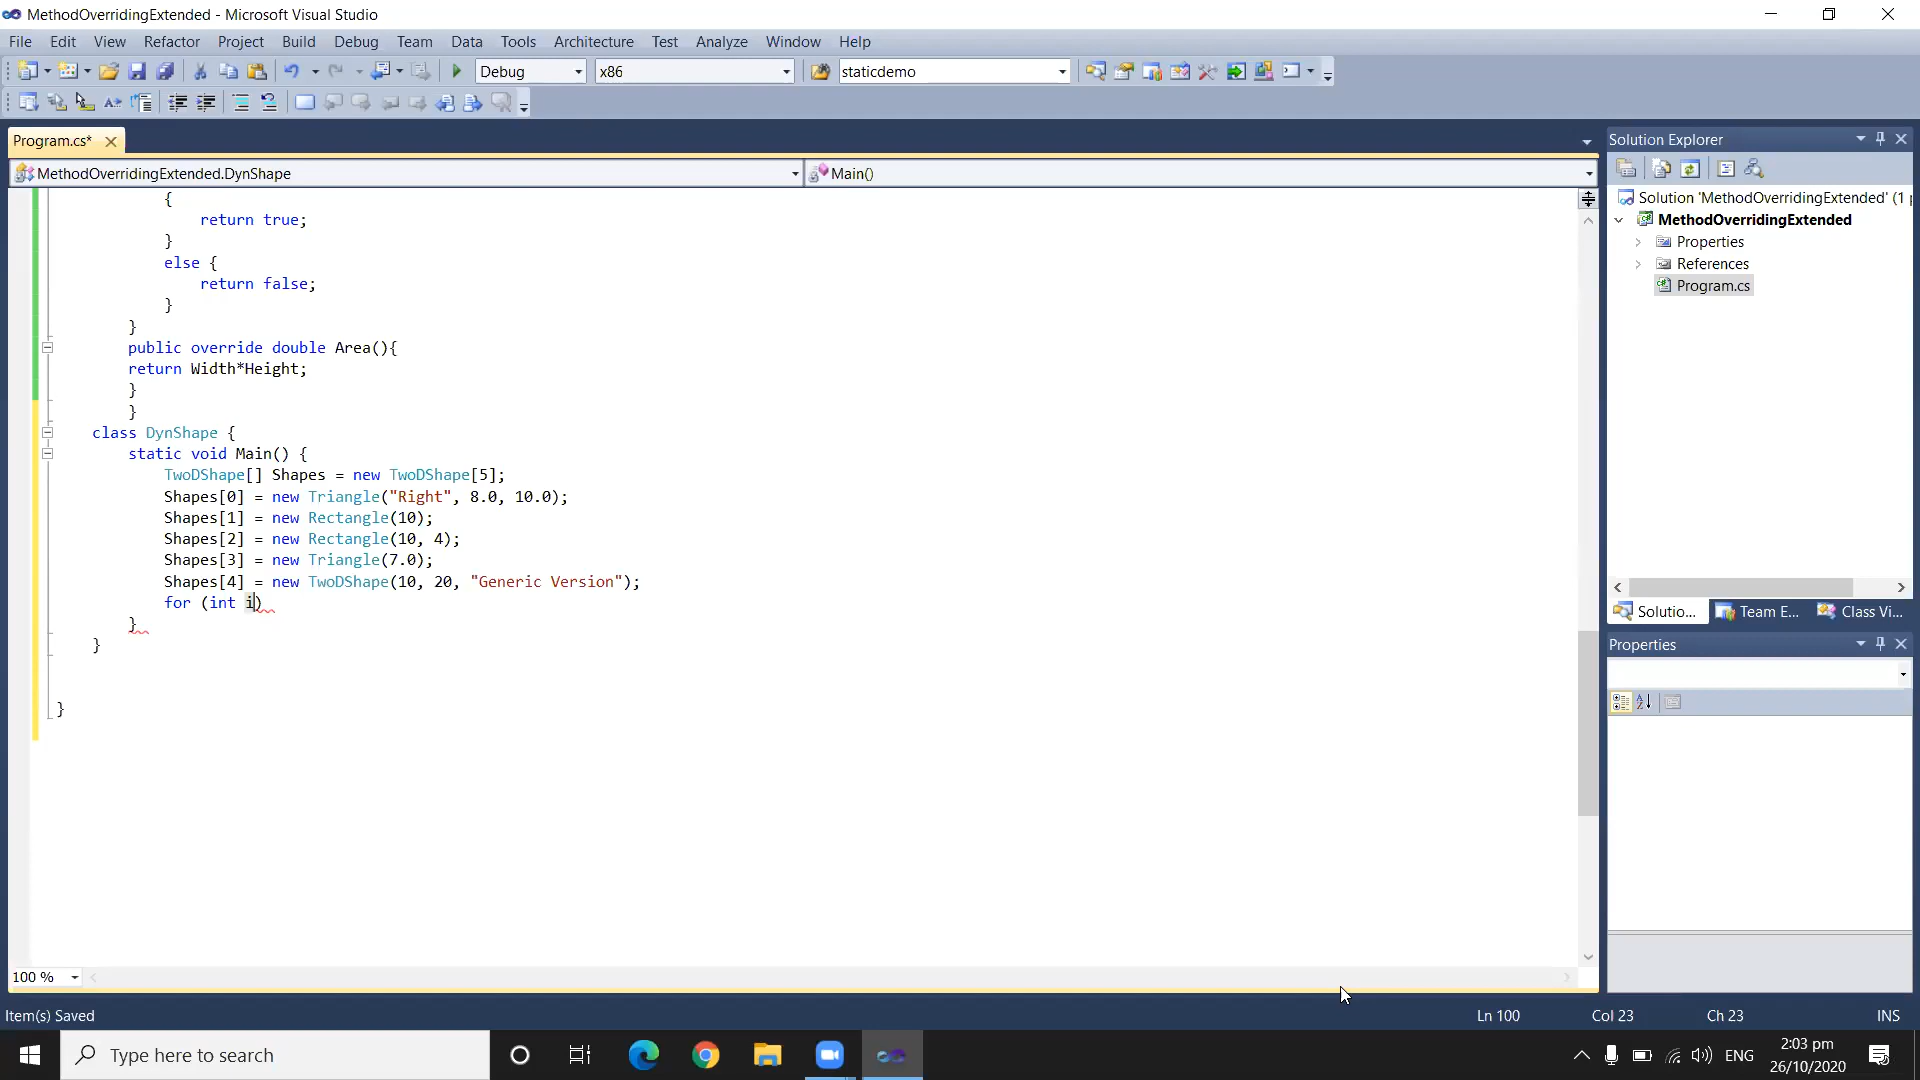 MethodOverridingExtended - Microsoft Visual Studio
File Edit View Refactor Project Build Debug Team Data Tools Architecture Test Analyze Window Help
Debug x86 staticdemo
Program.cs*
MethodOverridingExtended.DynShape Main()
{
return true;
}
else {
return false;
}
}
public override double Area(){
return Width*Height;
}
}
class DynShape {
static void Main() {
TwoDShape[] Shapes = new TwoDShape[5];
Shapes[0] = new Triangle("Right", 8.0, 10.0);
Shapes[1] = new Rectangle(10);
Shapes[2] = new Rectangle(10, 4);
Shapes[3] = new Triangle(7.0);
Shapes[4] = new TwoDShape(10, 20, "Generic Version");
for (int i)
}
}
}
100 %
Solution Explorer
Solution 'MethodOverridingExtended' (1
MethodOverridingExtended
Properties
References
Program.cs
Solutio... Team E... Class Vi...
Properties
Item(s) Saved Ln 100 Col 23 Ch 23 INS
Type here to search
ENG
2:03 pm
26/10/2020